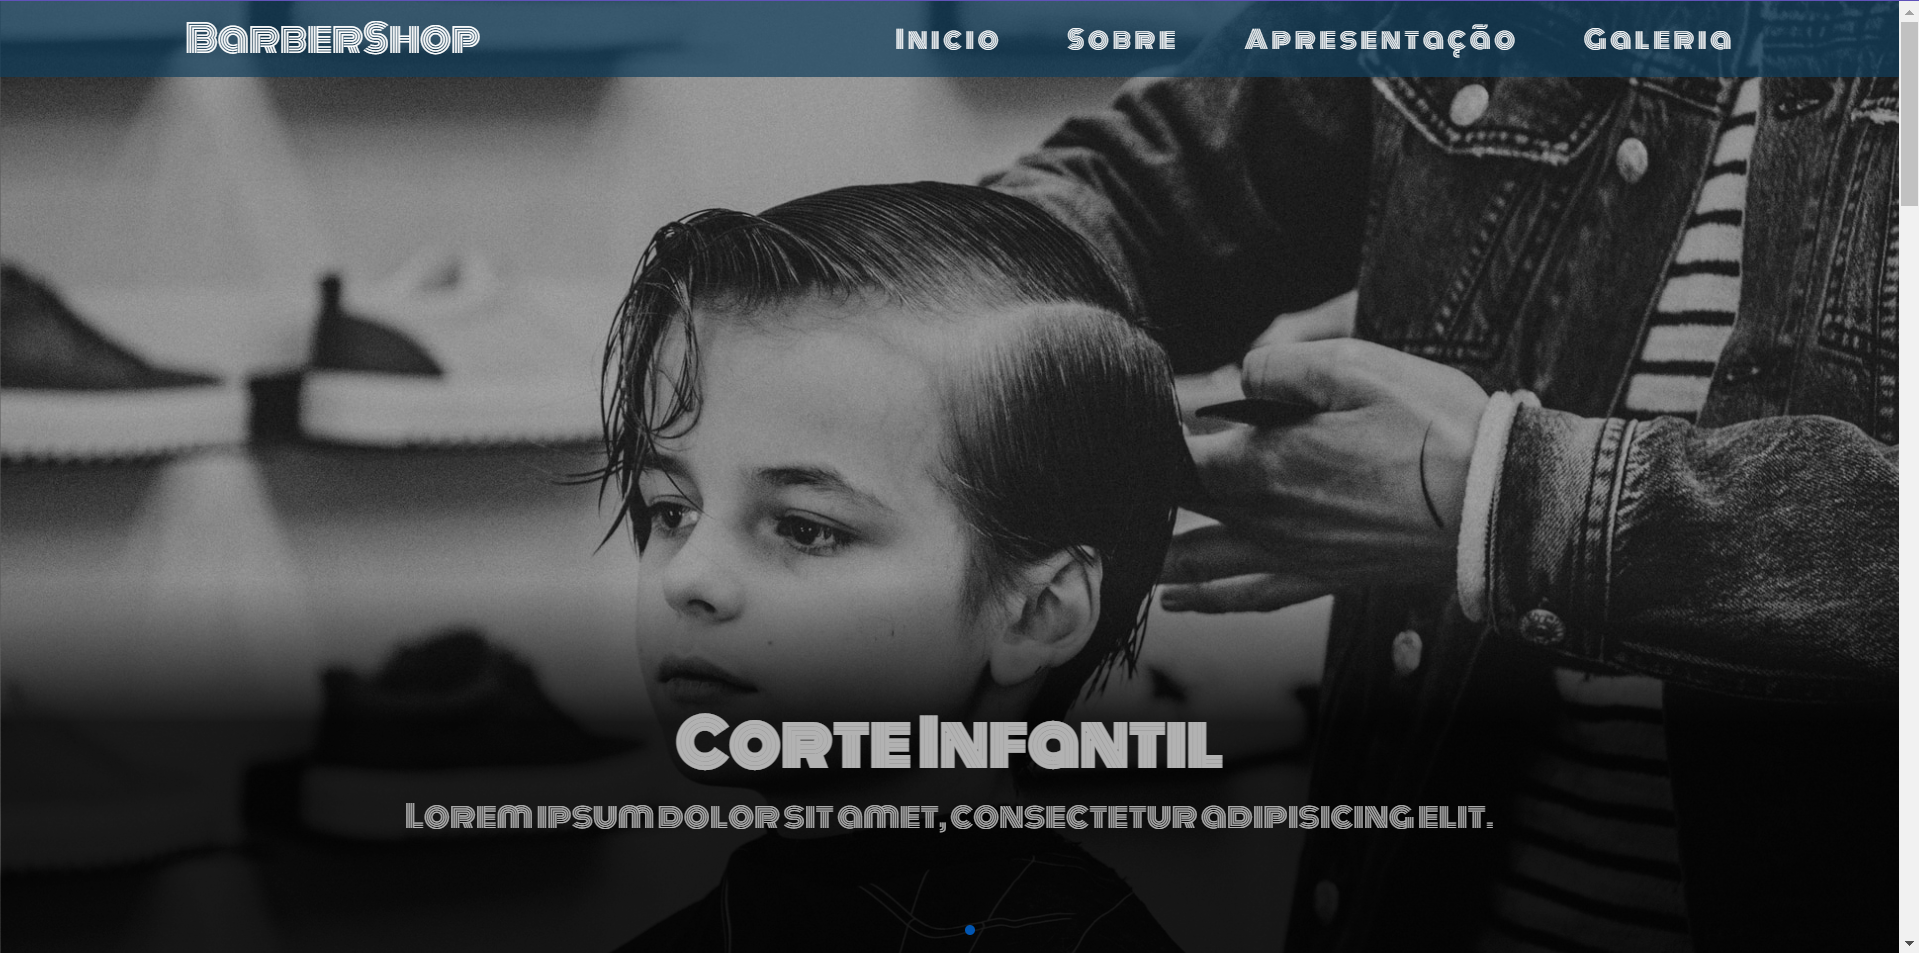 BarberShop
Inicio Sobre Apresentação Galeria
Corte Infantil
Lorem ipsum dolor sit amet, consectetur adipisicing elit.